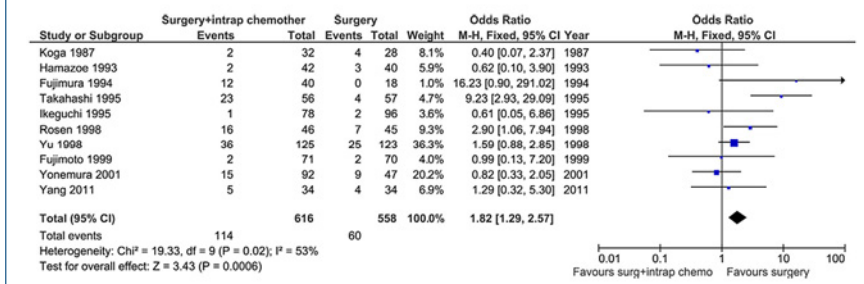 Surgery+intrap chemother Surgery Odds Ratio Odds Ratio
Study or Subgroup Events Total Events Total Weight M-H, Fixed, 95% CI Year M-H, Fixed, 95% CI
Koga 1987 2 32 4 28 8.1% 0.40 [0.07, 2.37] 1987
Hamazoe 1993 2 42 3 40 5.9% 0.62 [0.10, 3.90] 1993
Fujimura 1994 12 40 0 18 1.0% 16.23 [0.90, 291.02] 1994
Takahashi 1995 23 56 4 57 4.7% 9.23 [2.93, 29.09] 1995
Ikeguchi 1995 1 78 2 96 3.6% 0.61 [0.05, 6.86] 1995
Rosen 1998 16 46 7 45 9.3% 2.90 [1.06, 7.94] 1998
Yu 1998 36 125 25 123 36.3% 1.59 [0.88, 2.85] 1998
Fujimoto 1999 2 71 2 70 4.0% 0.99 [0.13, 7.20] 1999
Yonemura 2001 15 92 9 47 20.2% 0.82 [0.33, 2.05] 2001
Yang 2011 5 34 4 34 6.9% 1.29 [0.32, 5.30] 2011
Total (95% CI) 616 558 100.0% 1.82 [1.29, 2.57]
Total events 114 60
Heterogeneity: Chi² = 19.33, df = 9 (P = 0.02); I² = 53%
Test for overall effect: Z = 3.43 (P = 0.0006)
0.01 0.1 1 10 100
Favours surg+intrap chemo Favours surgery